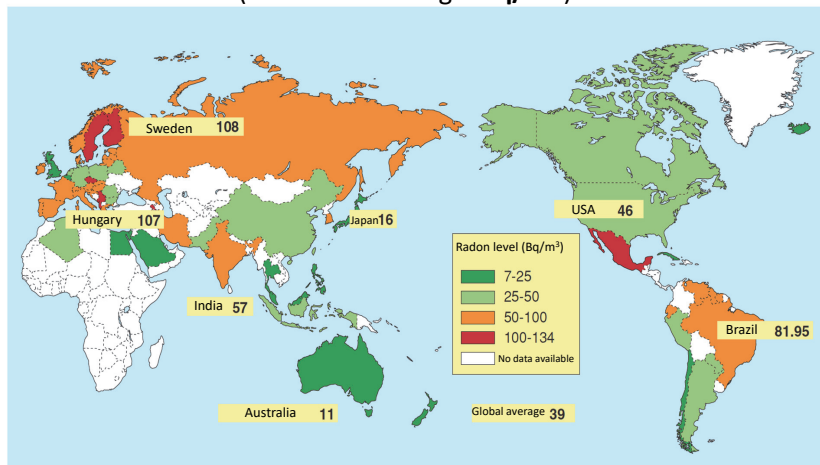 Sweden 108
Hungary 107
Japan 16
USA 46
Radon level (Bq/m³)
7-25
25-50
50-100
100-134
No data available
India 57
Brazil 81.95
Australia 11
Global average 39